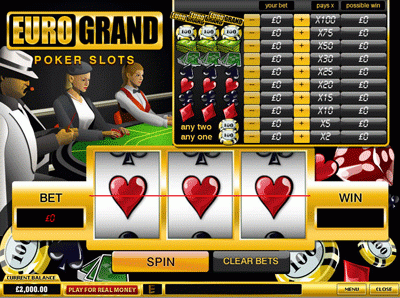 EURO GRAND
POKER SLOTS
your bet pays x possible win
- £0 + X100 £0
- £0 + X75 £0
- £0 + X50 £0
- £0 + X30 £0
- £0 + X25 £0
- £0 + X20 £0
- £0 + X15 £0
- £0 + X10 £0
any two - £0 + X5 £0
any one - £0 + X2 £0
BET
£0
WIN
SPIN
CLEAR BETS
CURRENT BALANCE
£2,000.00 PLAY FOR REAL MONEY MENU CLOSE